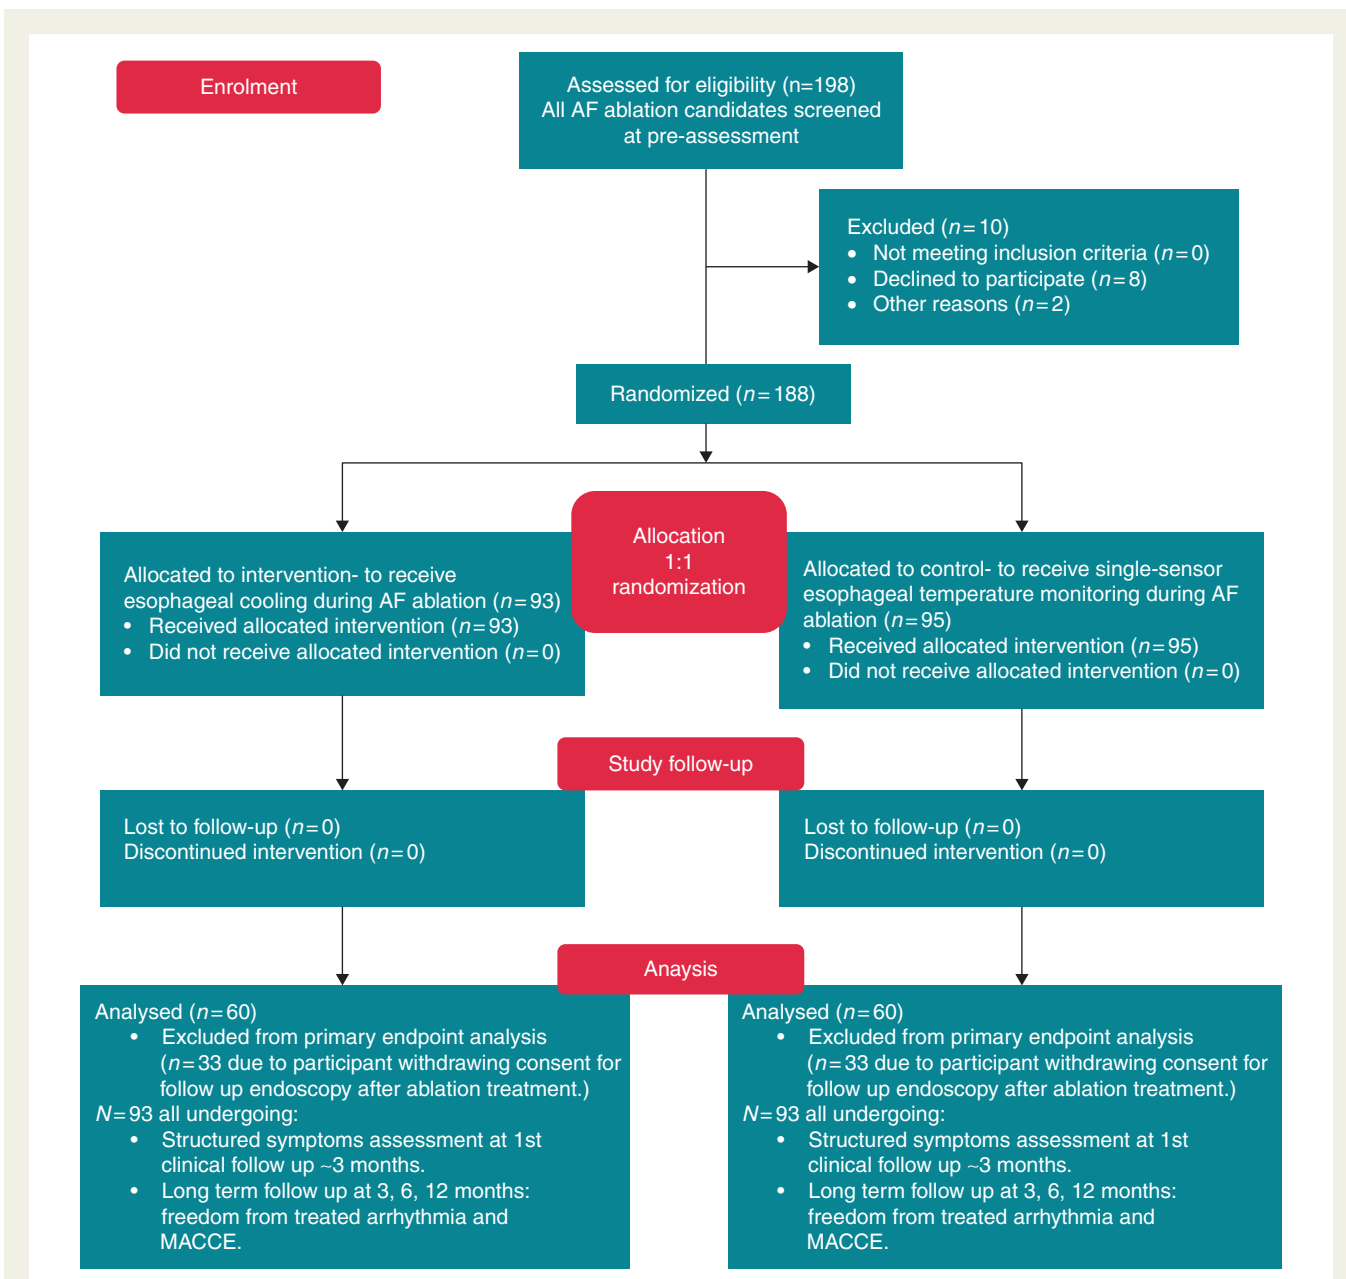 Enrolment
Assessed for eligibility (n=198)
All AF ablation candidates screened
at pre-assessment
Excluded (n=10)
• Not meeting inclusion criteria (n=0)
• Declined to participate (n=8)
• Other reasons (n=2)
Randomized (n=188)
Allocation
1:1
randomization
Allocated to intervention- to receive
esophageal cooling during AF ablation (n=93)
• Received allocated intervention (n=93)
• Did not receive allocated intervention (n=0)
Allocated to control- to receive single-sensor
esophageal temperature monitoring during AF
ablation (n=95)
• Received allocated intervention (n=95)
• Did not receive allocated intervention (n=0)
Study follow-up
Lost to follow-up (n=0)
Discontinued intervention (n=0)
Lost to follow-up (n=0)
Discontinued intervention (n=0)
Anaysis
Analysed (n=60)
• Excluded from primary endpoint analysis
(n=33 due to participant withdrawing consent for
follow up endoscopy after ablation treatment.)
N=93 all undergoing:
• Structured symptoms assessment at 1st
clinical follow up ~3 months.
• Long term follow up at 3, 6, 12 months:
freedom from treated arrhythmia and
MACCE.
Analysed (n=60)
• Excluded from primary endpoint analysis
(n=33 due to participant withdrawing consent for
follow up endoscopy after ablation treatment.)
N=93 all undergoing:
• Structured symptoms assessment at 1st
clinical follow up ~3 months.
• Long term follow up at 3, 6, 12 months:
freedom from treated arrhythmia and
MACCE.